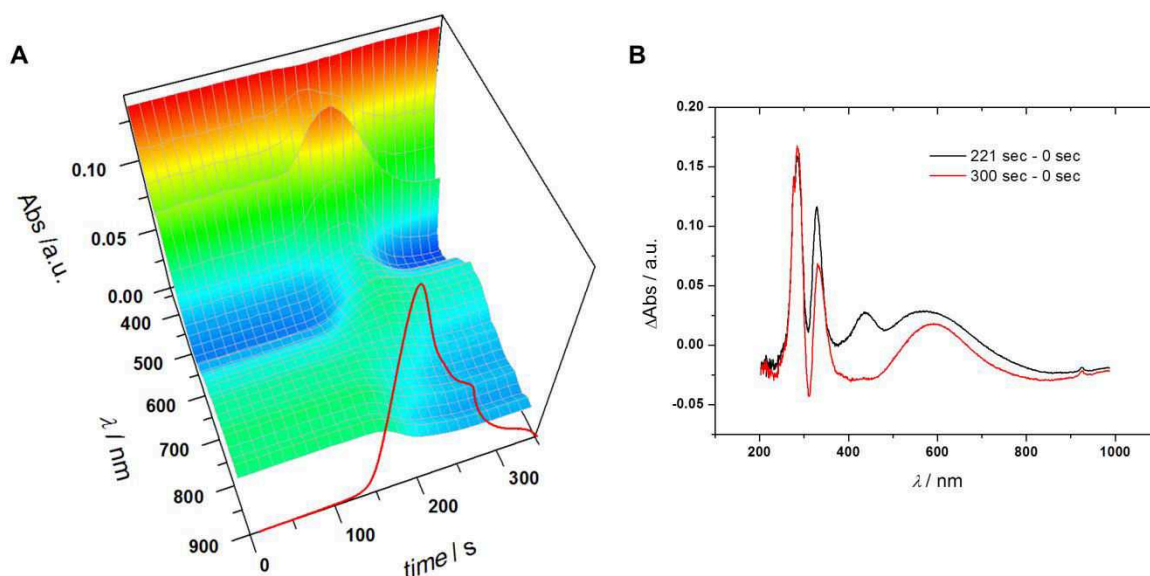 A
Abs /a.u.
0.10
0.05
0.00
400
500
600
700
800
900
λ / nm
0
100
200
300
time / s
B
ΔAbs / a.u.
0.20
0.15
0.10
0.05
0.00
-0.05
221 sec - 0 sec
300 sec - 0 sec
200 400 600 800 1000
λ / nm